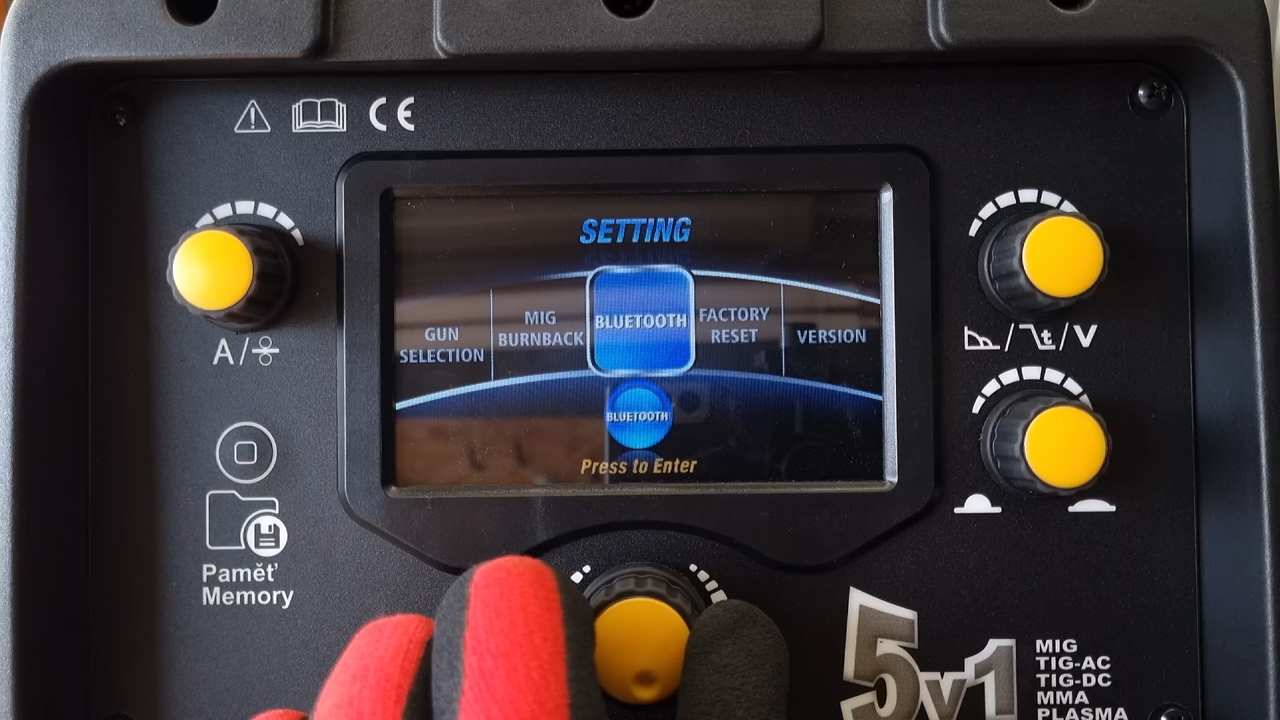 CE
SETTING
GUN
SELECTION
MIG
BURNBACK
BLUETOOTH
FACTORY
RESET
VERSION
BLUETOOTH
Press to Enter
A/
/t/V
Paměť
Memory
5v1
MIG
TIG-AC
TIG-DC
MMA
PLASMA